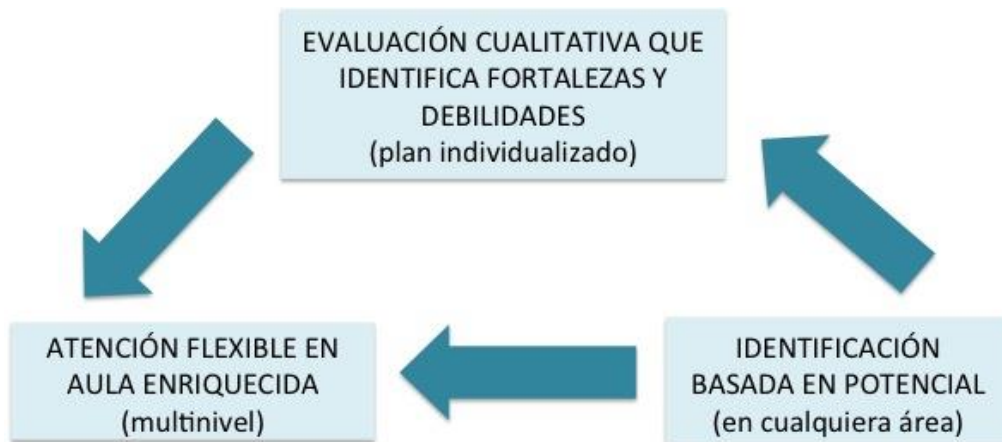 EVALUACIÓN CUALITATIVA QUE
IDENTIFICA FORTALEZAS Y
DEBILIDADES
(plan individualizado)
ATENCIÓN FLEXIBLE EN
AULA ENRIQUECIDA
(multinivel)
IDENTIFICACIÓN
BASADA EN POTENCIAL
(en cualquiera área)